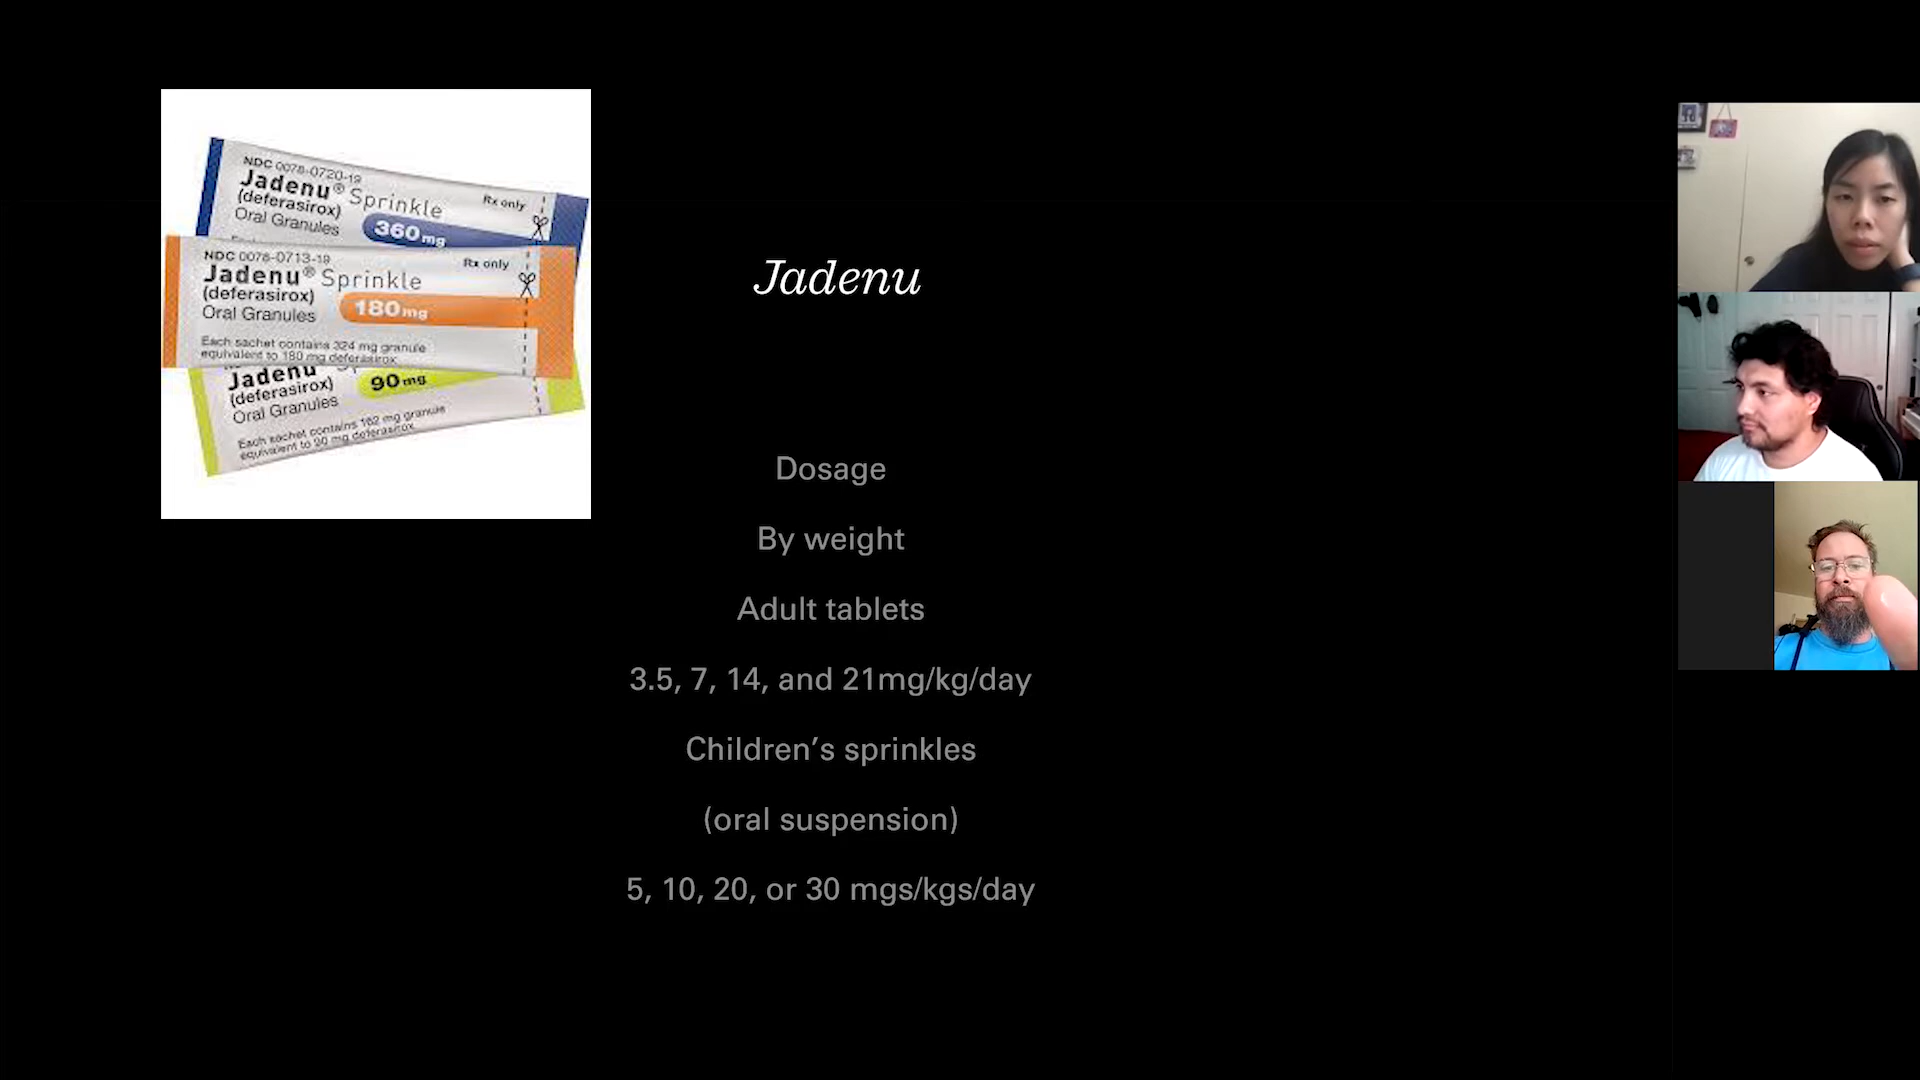 NDC 0078-0720-19
Jadenu® Sprinkle
Rx only
(deferasirox)
Oral Granules
360 mg
NDC 0078-0713-19
Jadenu® Sprinkle
Rx only
(deferasirox)
180 mg
Oral Granules
Each sachet contains 324 mg granule
equivalent to 180 mg deferasirox
Jadenu
(deferasirox)
90 mg
Oral Granules
Each sachet contains 162 mg granule
equivalent to 90 mg deferasirox
Jadenu
Dosage
By weight
Adult tablets
3.5, 7, 14, and 21mg/kg/day
Children’s sprinkles
(oral suspension)
5, 10, 20, or 30 mgs/kgs/day